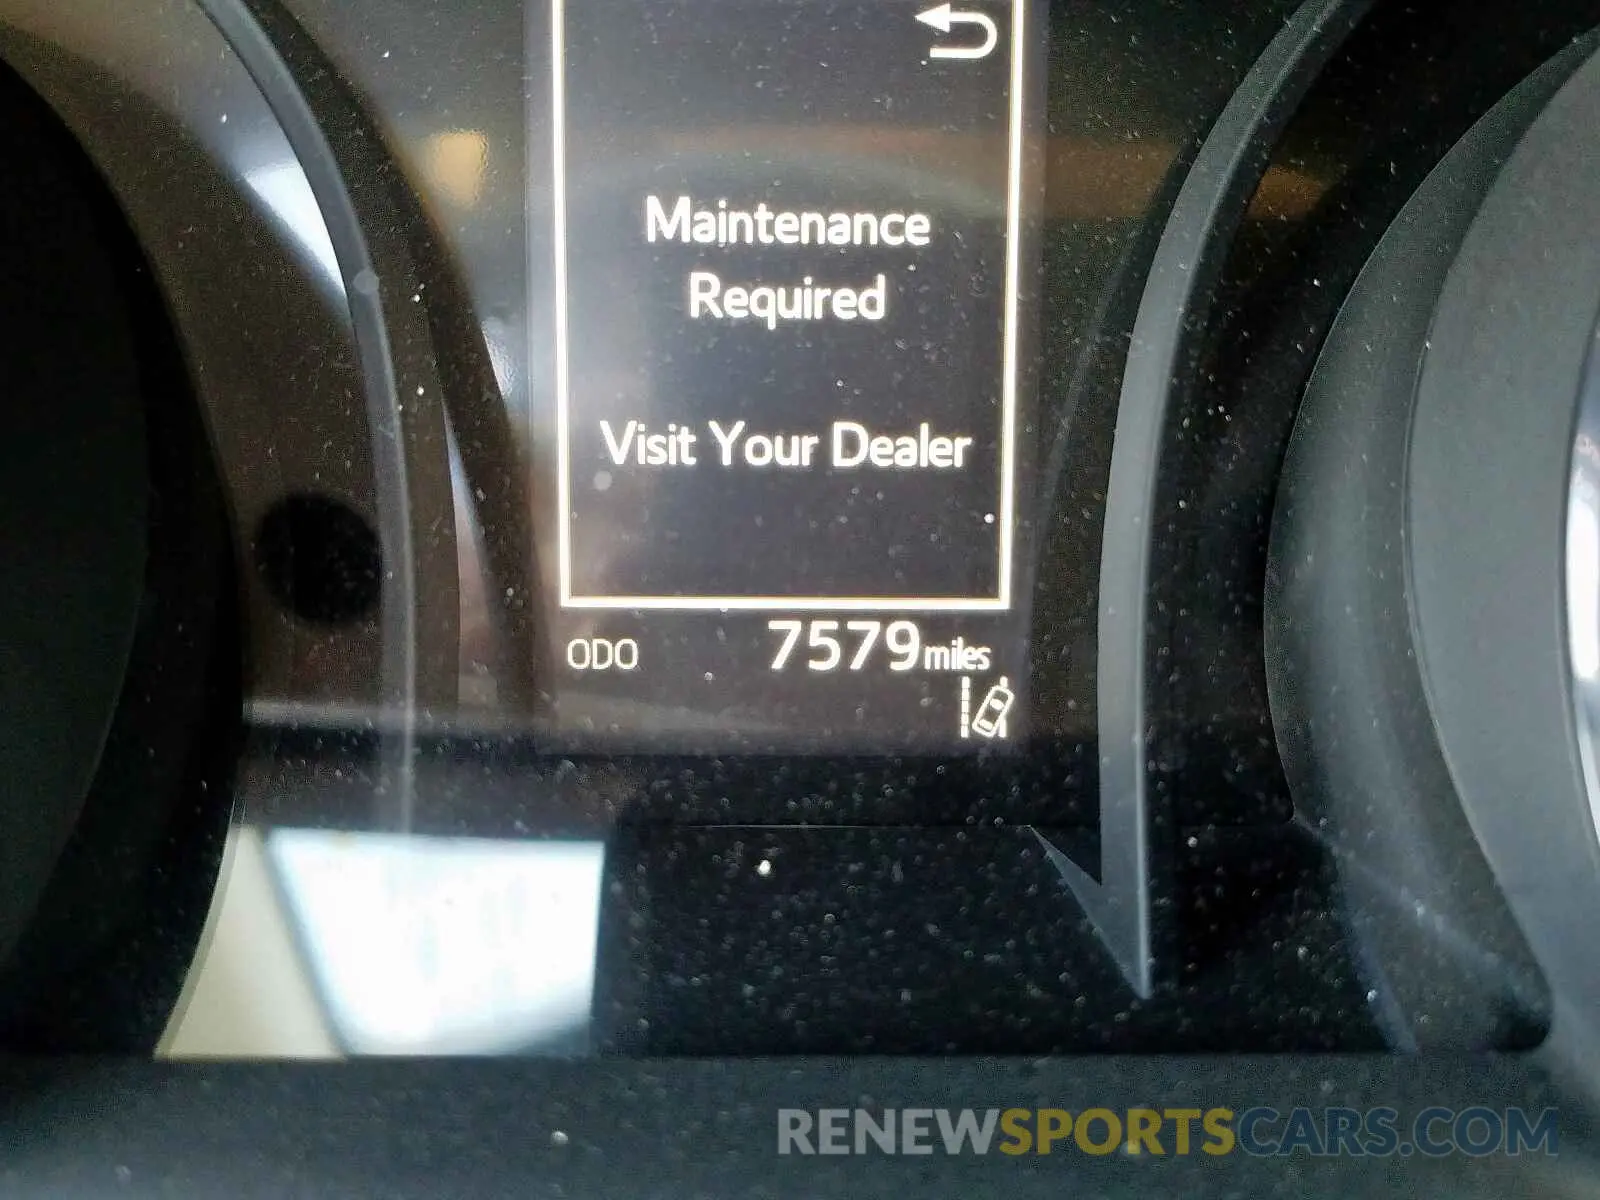 Maintenance
Required
Visit Your Dealer
ODO 7579 miles
RENEWSPORTSCARS.COM